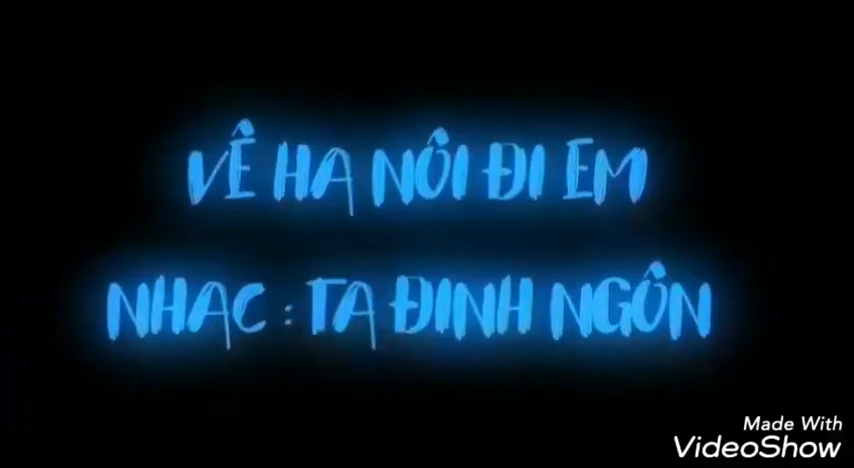 VÊ HA NÔI ĐI EM
NHAC : TA ĐINH NGÔN
Made With
VideoShow